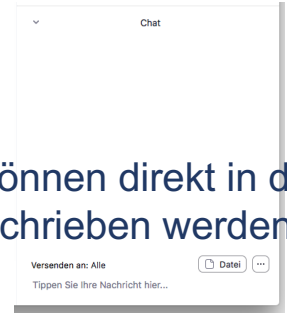 Chat
önnen direkt in d
chrieben werden
Versenden an: Alle
Datei
Tippen Sie Ihre Nachricht hier...